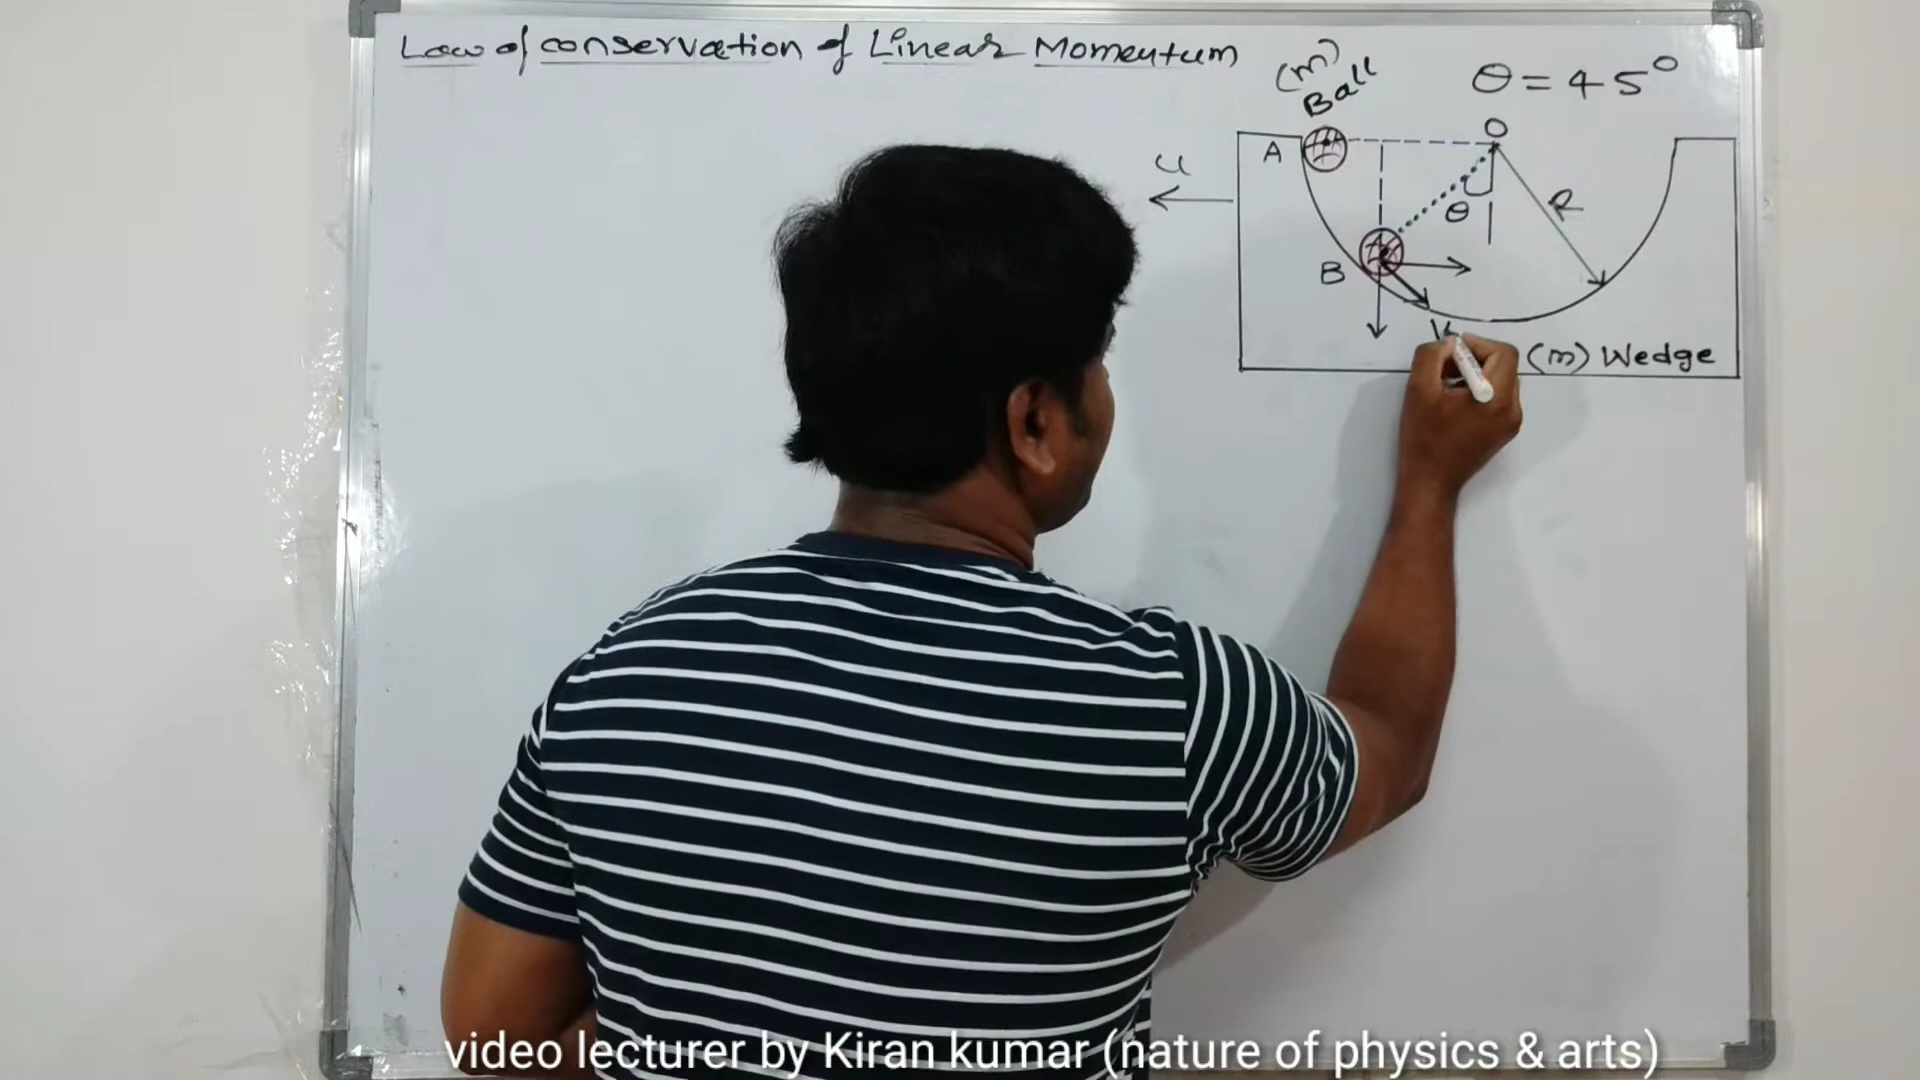 Law of conservation of Linear Momentum
(m)
Ball
θ = 45°
O
A
u
R
θ
B
(m) Wedge
video lecturer by Kiran kumar (nature of physics & arts)